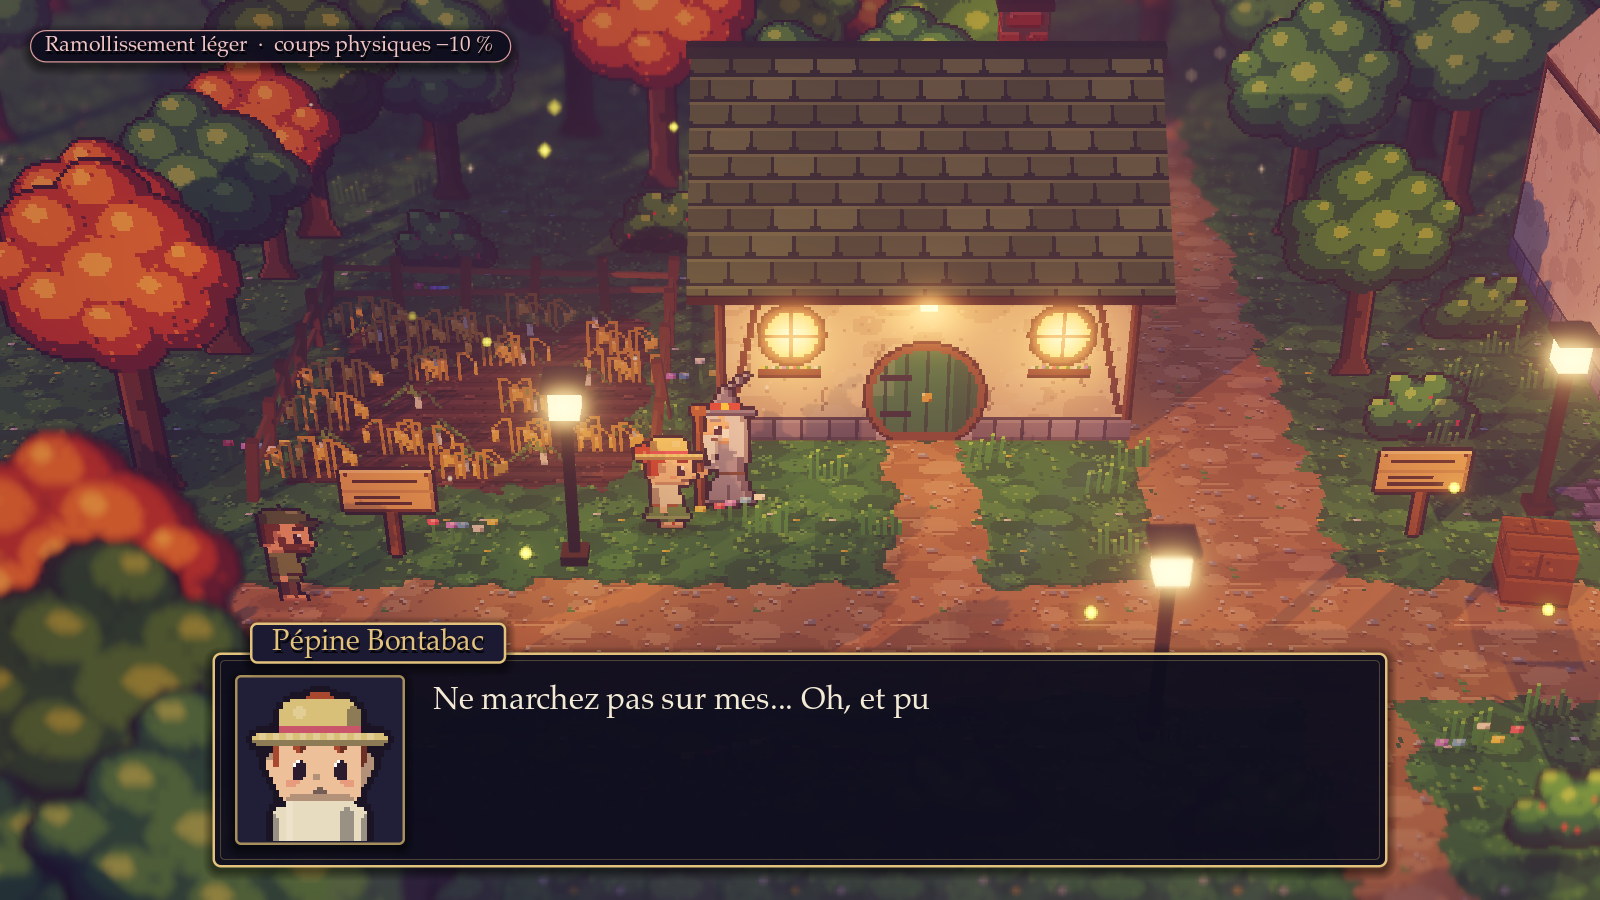 Ramollissement léger · coups physiques −10 %
Pépine Bontabac
Ne marchez pas sur mes... Oh, et pu